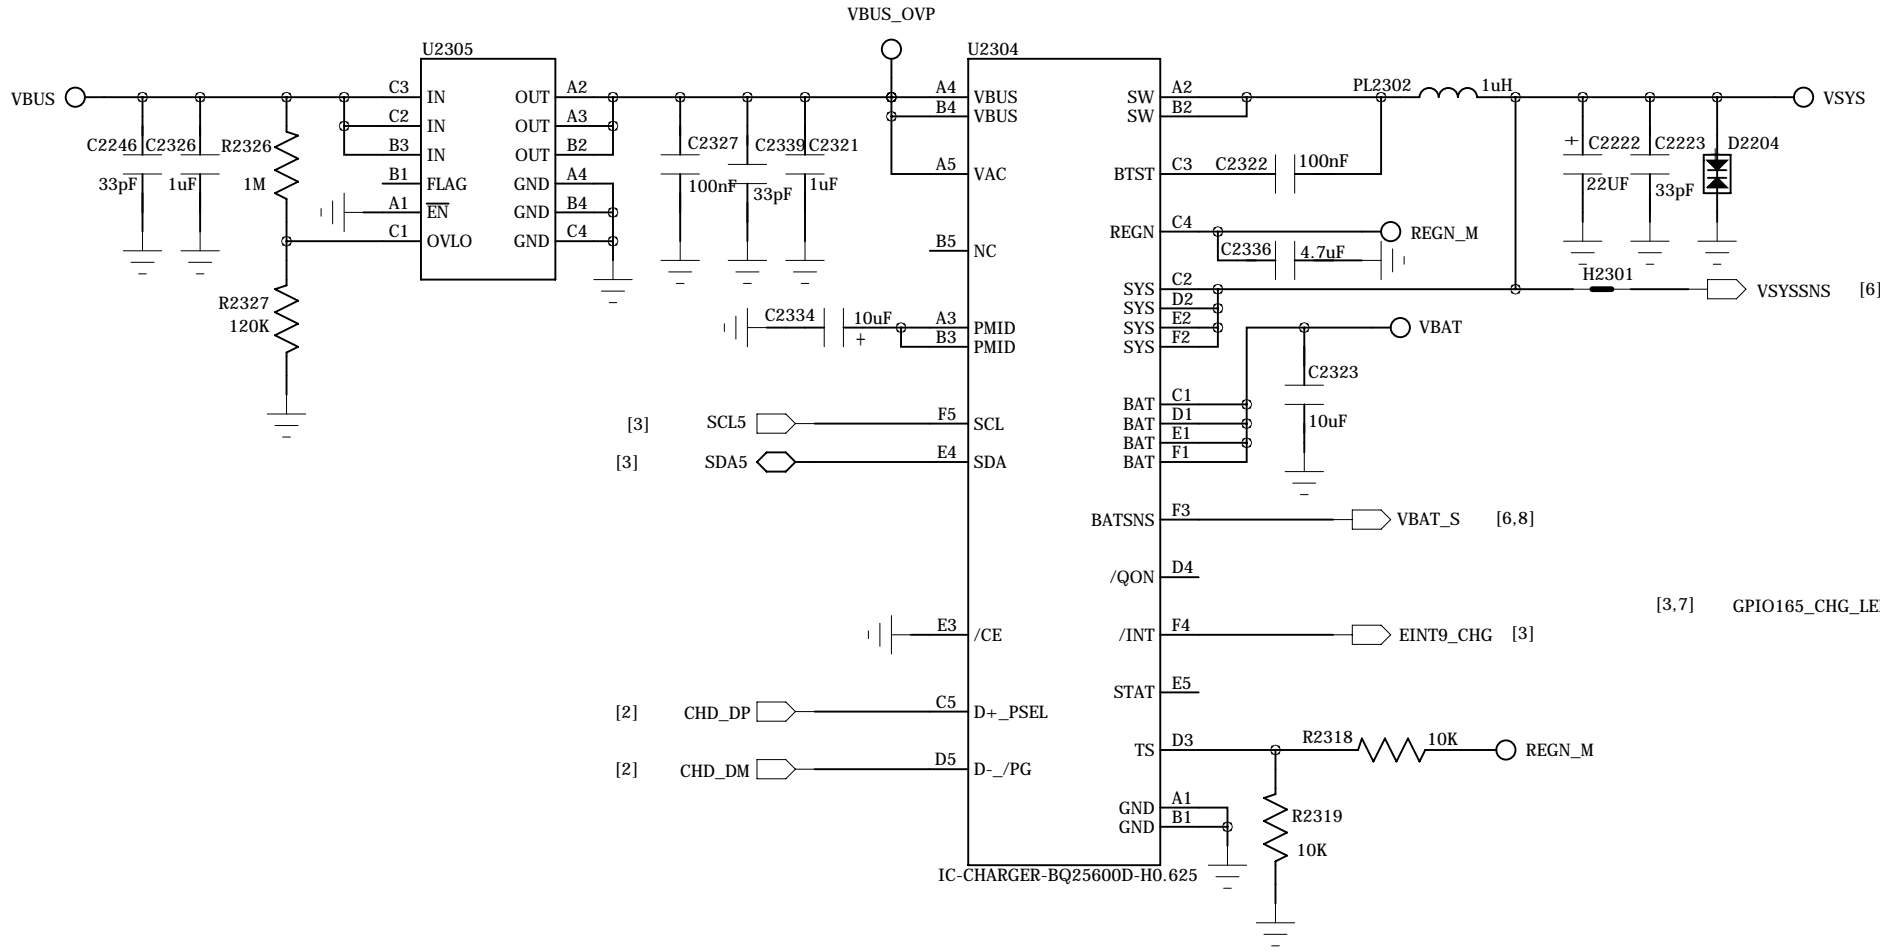 VBUS_OVP
U2305
U2304
VBUS
C3 IN OUT A2
C2 IN OUT A3
B3 IN OUT B2
B1 FLAG GND A4
A1 EN GND B4
C1 OVLO GND C4
C2246
33pF
C2326
1uF
R2326
1M
R2327
120K
C2327
100nF
C2339
33pF
C2321
1uF
A4 VBUS SW A2
B4 VBUS SW B2
A5 VAC BTST C3
REGN C4
B5 NC
SYS C2
SYS D2
A3 PMID SYS E2
B3 PMID SYS F2
BAT C1
F5 SCL BAT D1
BAT E1
E4 SDA BAT F1
BATSNS F3
/QON D4
E3 /CE /INT F4
STAT E5
C5 D+_PSEL
TS D3
D5 D-_/PG
GND A1
GND B1
IC-CHARGER-BQ25600D-H0.625
PL2302 1uH
VSYS
C2322 100nF
+ C2222
22UF
C2223
33pF
D2204
REGN_M
C2336 4.7uF
H2301
VSYSSNS [6]
C2334 10uF
+
VBAT
C2323
10uF
[3] SCL5
[3] SDA5
VBAT_S [6,8]
[3,7]
EINT9_CHG [3]
[2] CHD_DP
[2] CHD_DM
R2318 10K REGN_M
R2319
10K